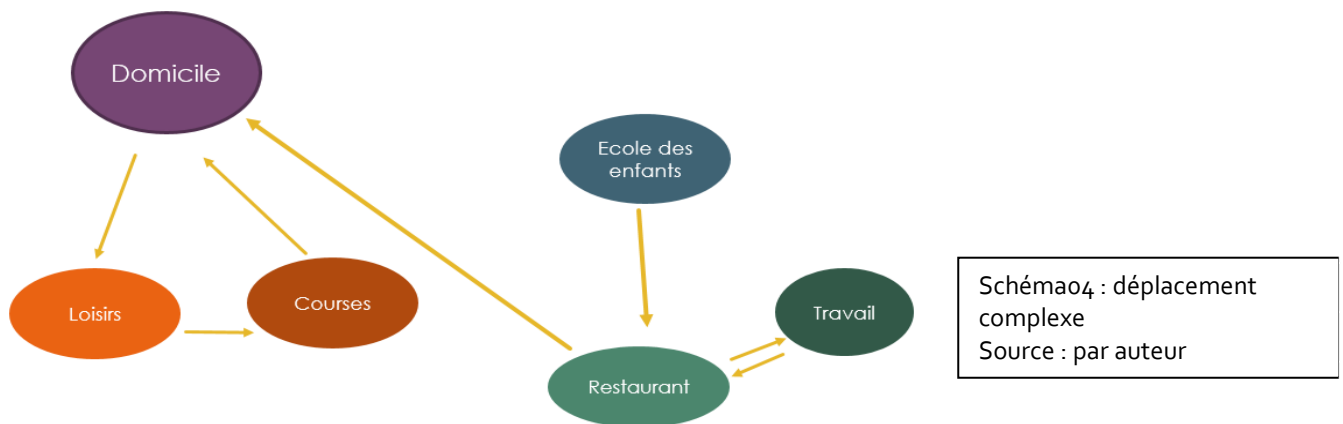 Domicile
Ecole des
enfants
Loisirs
Courses
Travail
Restaurant
Schéma04 : déplacement
complexe
Source : par auteur